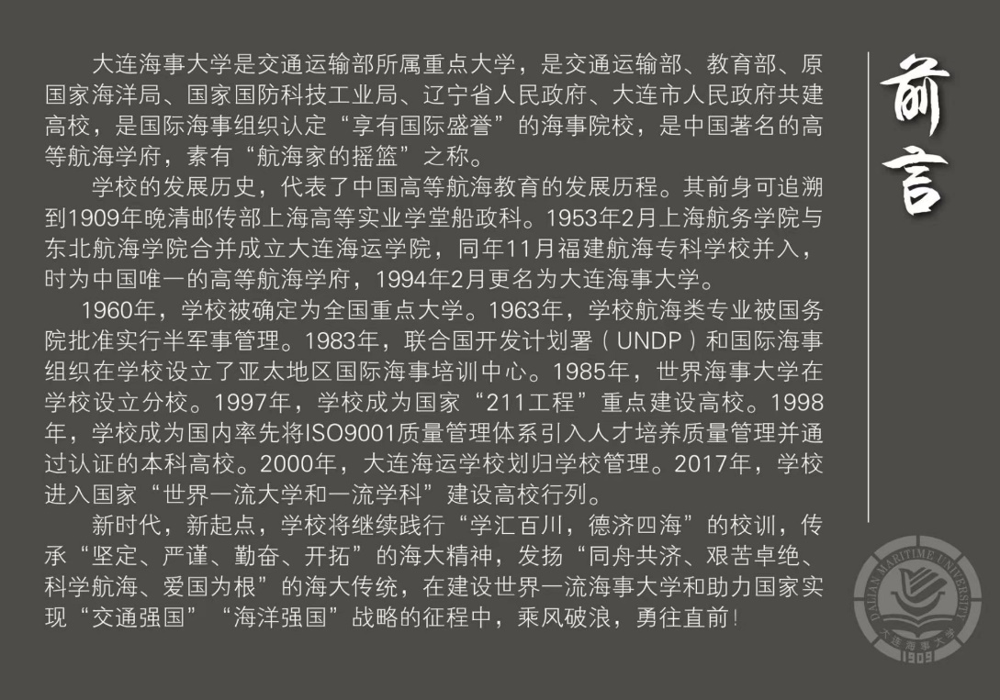 前言
大连海事大学是交通运输部所属重点大学，是交通运输部、教育部、原
国家海洋局、国家国防科技工业局、辽宁省人民政府、大连市人民政府共建
高校，是国际海事组织认定“享有国际盛誉”的海事院校，是中国著名的高
等航海学府，素有“航海家的摇篮”之称。
学校的发展历史，代表了中国高等航海教育的发展历程。其前身可追溯
到1909年晚清邮传部上海高等实业学堂船政科。1953年2月上海航务学院与
东北航海学院合并成立大连海运学院，同年11月福建航海专科学校并入，
时为中国唯一的高等航海学府，1994年2月更名为大连海事大学。
1960年，学校被确定为全国重点大学。1963年，学校航海类专业被国务
院批准实行半军事管理。1983年，联合国开发计划署（UNDP）和国际海事
组织在学校设立了亚太地区国际海事培训中心。1985年，世界海事大学在
学校设立分校。1997年，学校成为国家“211工程”重点建设高校。1998
年，学校成为国内率先将ISO9001质量管理体系引入人才培养质量管理并通
过认证的本科高校。2000年，大连海运学校划归学校管理。2017年，学校
进入国家“世界一流大学和一流学科”建设高校行列。
新时代，新起点，学校将继续践行“学汇百川，德济四海”的校训，传
承“坚定、严谨、勤奋、开拓”的海大精神，发扬“同舟共济、艰苦卓绝、
科学航海、爱国为根”的海大传统，在建设世界一流海事大学和助力国家实
现“交通强国”“海洋强国”战略的征程中，乘风破浪，勇往直前！
DALIAN MARITIME UNIVERSITY
大连海事大学
1909